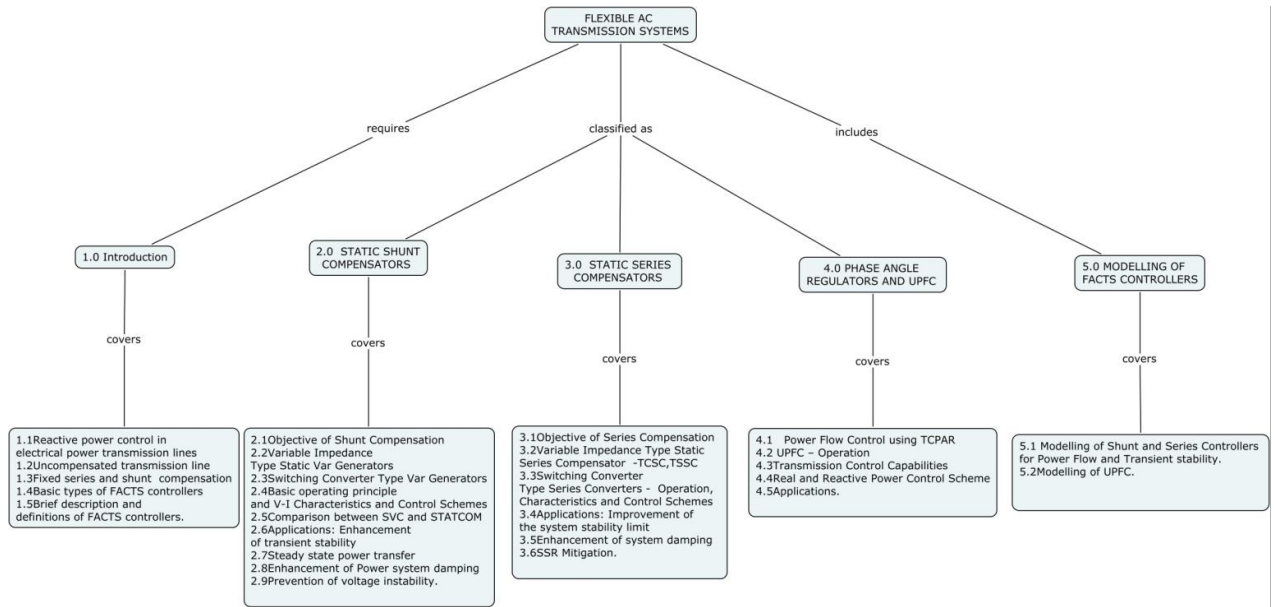 FLEXIBLE AC
TRANSMISSION SYSTEMS
requires
classified as
includes
1.0 Introduction
2.0 STATIC SHUNT
COMPENSATORS
3.0 STATIC SERIES
COMPENSATORS
4.0 PHASE ANGLE
REGULATORS AND UPFC
5.0 MODELLING OF
FACTS CONTROLLERS
covers
covers
covers
covers
covers
1.1Reactive power control in
electrical power transmission lines
1.2Uncompensated transmission line
1.3Fixed series and shunt compensation
1.4Basic types of FACTS controllers
1.5Brief description and
definitions of FACTS controllers.
2.1Objective of Shunt Compensation
2.2Variable Impedance
Type Static Var Generators
2.3Switching Converter Type Var Generators
2.4Basic operating principle
and V-I Characteristics and Control Schemes
2.5Comparison between SVC and STATCOM
2.6Applications: Enhancement
of transient stability
2.7Steady state power transfer
2.8Enhancement of Power system damping
2.9Prevention of voltage instability.
3.1Objective of Series Compensation
3.2Variable Impedance Type Static
Series Compensator -TCSC,TSSC
3.3Switching Converter
Type Series Converters - Operation,
Characteristics and Control Schemes
3.4Applications: Improvement of
the system stability limit
3.5Enhancement of system damping
3.6SSR Mitigation.
4.1 Power Flow Control using TCPAR
4.2 UPFC – Operation
4.3Transmission Control Capabilities
4.4Real and Reactive Power Control Scheme
4.5Applications.
5.1 Modelling of Shunt and Series Controllers
for Power Flow and Transient stability.
5.2Modelling of UPFC.